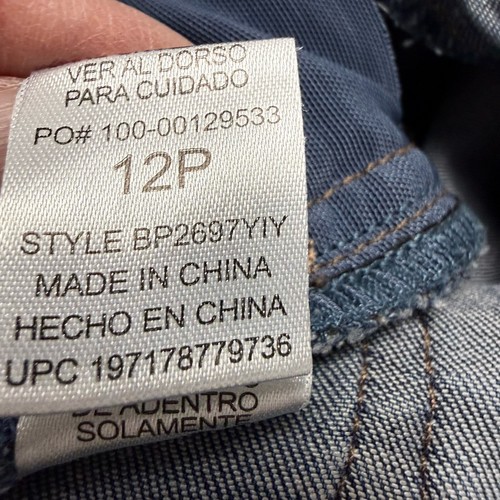 VER AL DORSO
PARA CUIDADO
PO# 100-00129533
12P
STYLE BP2697YIY
MADE IN CHINA
HECHO EN CHINA
UPC 197178779736
DE ADENTRO
SOLAMENTE